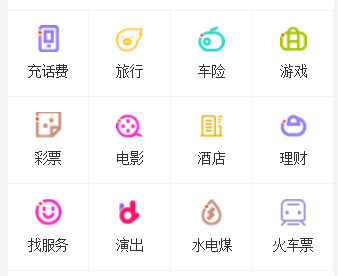 充话费 旅行 车险 游戏
彩票 电影 酒店 理财
找服务 演出 水电煤 火车票